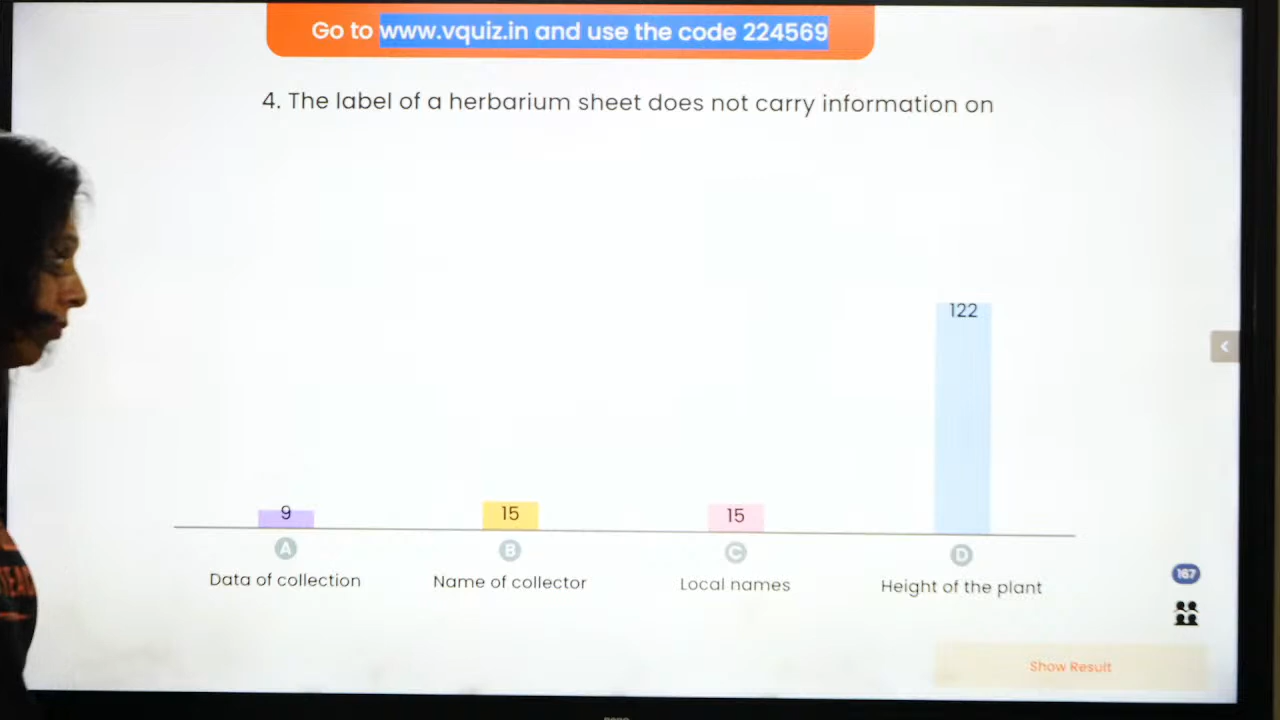 Go to www.vquiz.in and use the code 224569
4. The label of a herbarium sheet does not carry information on
122
9
15
15
A
B
C
D
Data of collection
Name of collector
Local names
Height of the plant
167
Show Result